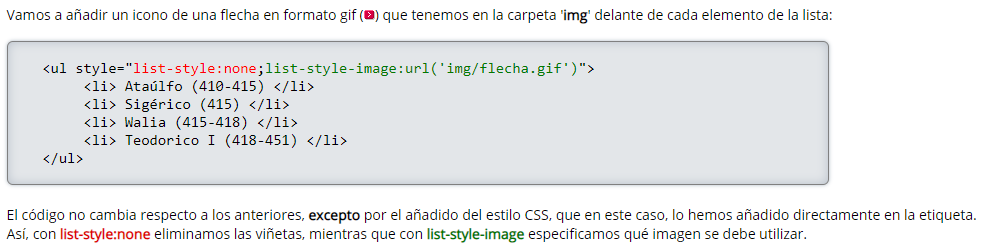 Vamos a añadir un icono de una flecha en formato gif () que tenemos en la carpeta 'img' delante de cada elemento de la lista:
<ul style="list-style:none;list-style-image:url('img/flecha.gif')">
<li> Ataúlfo (410-415) </li>
<li> Sigérico (415) </li>
<li> Walia (415-418) </li>
<li> Teodorico I (418-451) </li>
</ul>
El código no cambia respecto a los anteriores, excepto por el añadido del estilo CSS, que en este caso, lo hemos añadido directamente en la etiqueta.
Así, con list-style:none eliminamos las viñetas, mientras que con list-style-image especificamos qué imagen se debe utilizar.